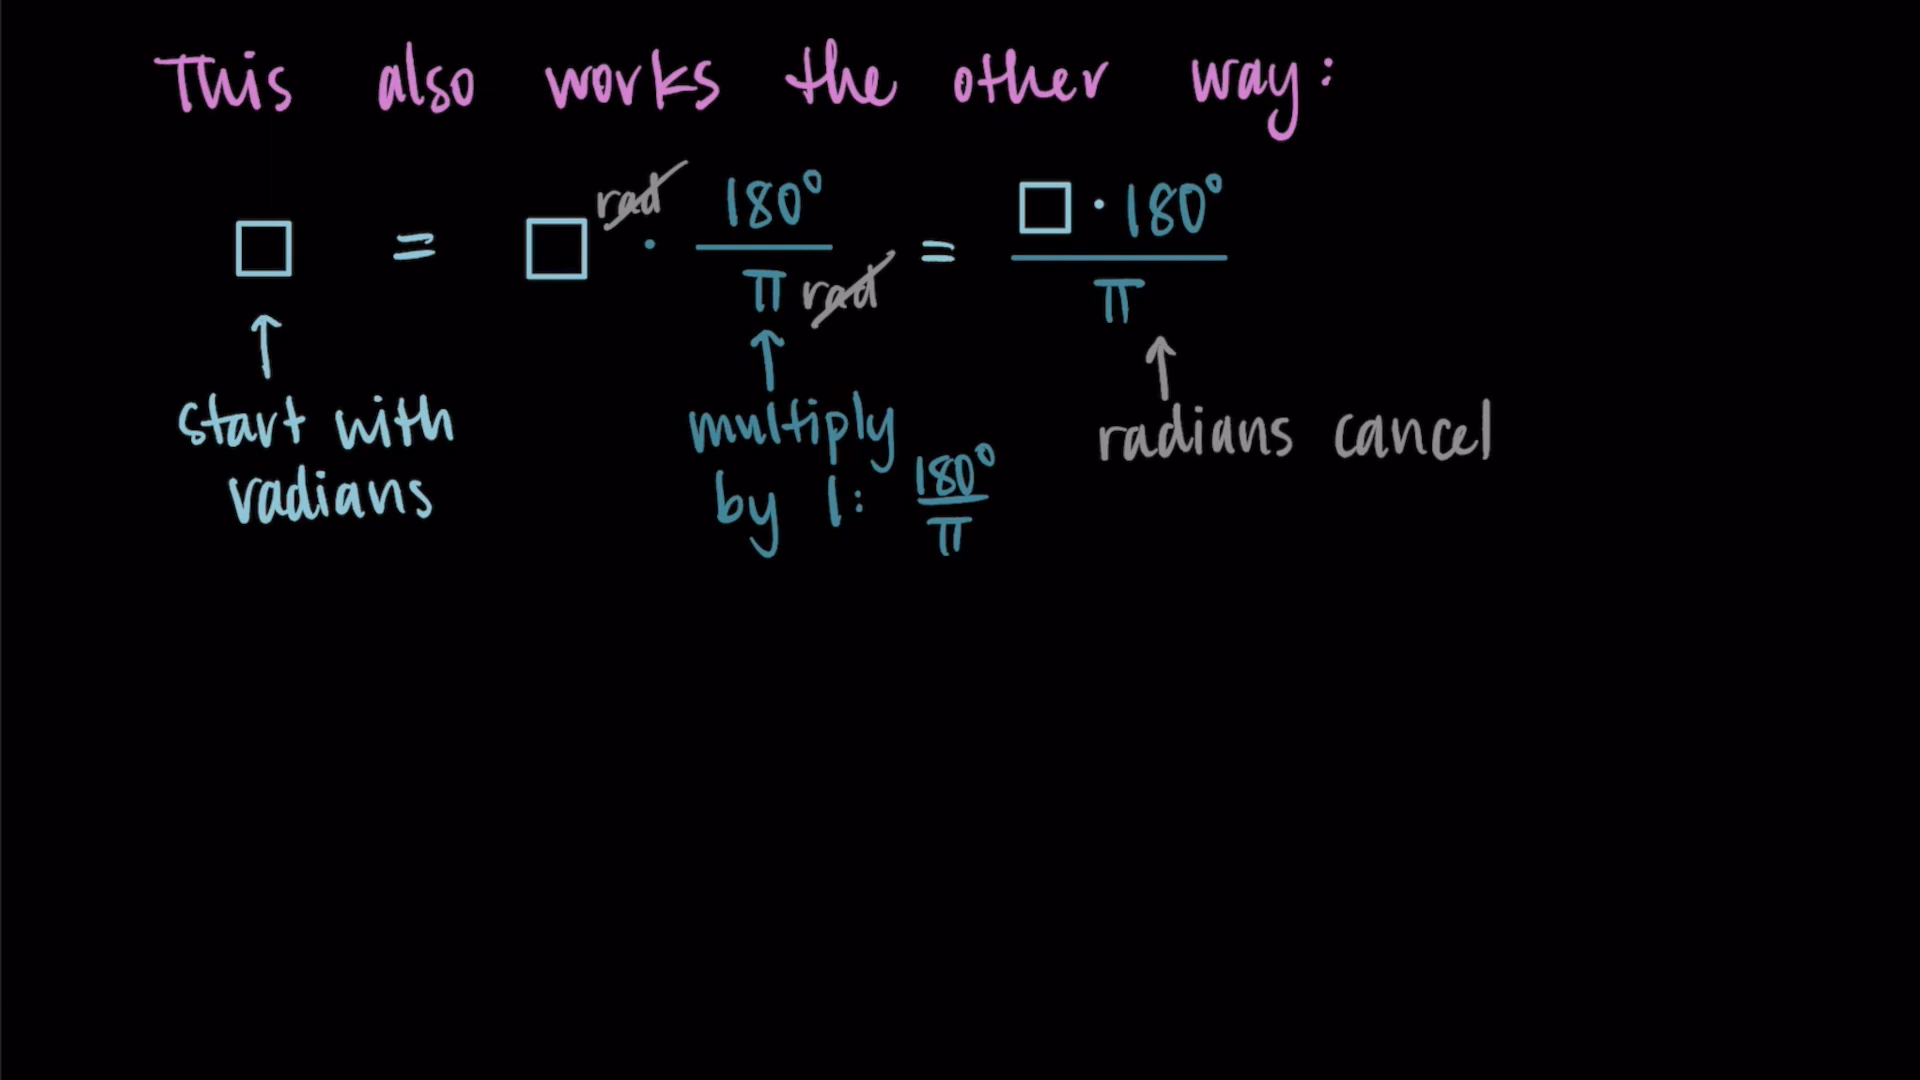 This also works the other way:
□ = □ rad · 180° / π rad = □ · 180° / π
start with
radians
multiply
by 1: 180° / π
radians cancel